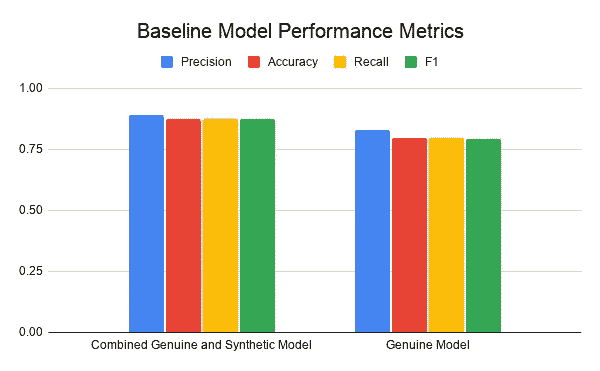 Baseline Model Performance Metrics
Precision Accuracy Recall F1
1.00
0.75
0.50
0.25
0.00
Combined Genuine and Synthetic Model Genuine Model